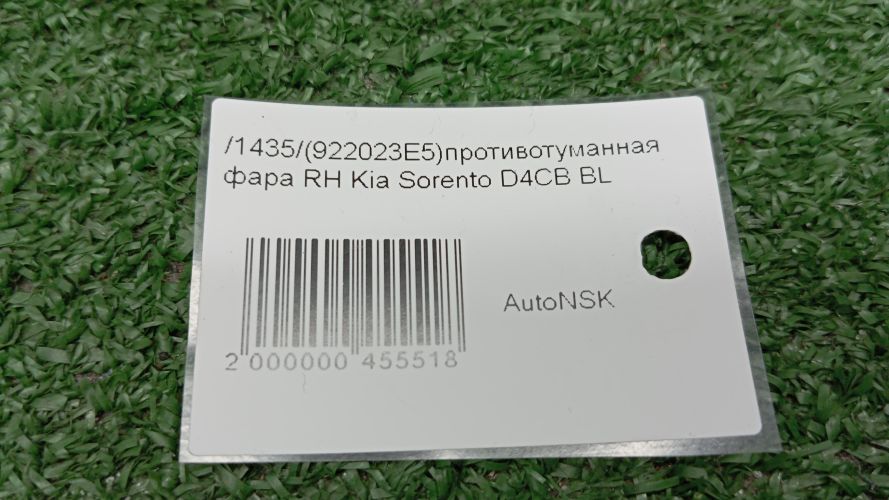 /1435/(922023E5)противотуманная
фара RH Kia Sorento D4CB BL
AutoNSK
2 000000 455518